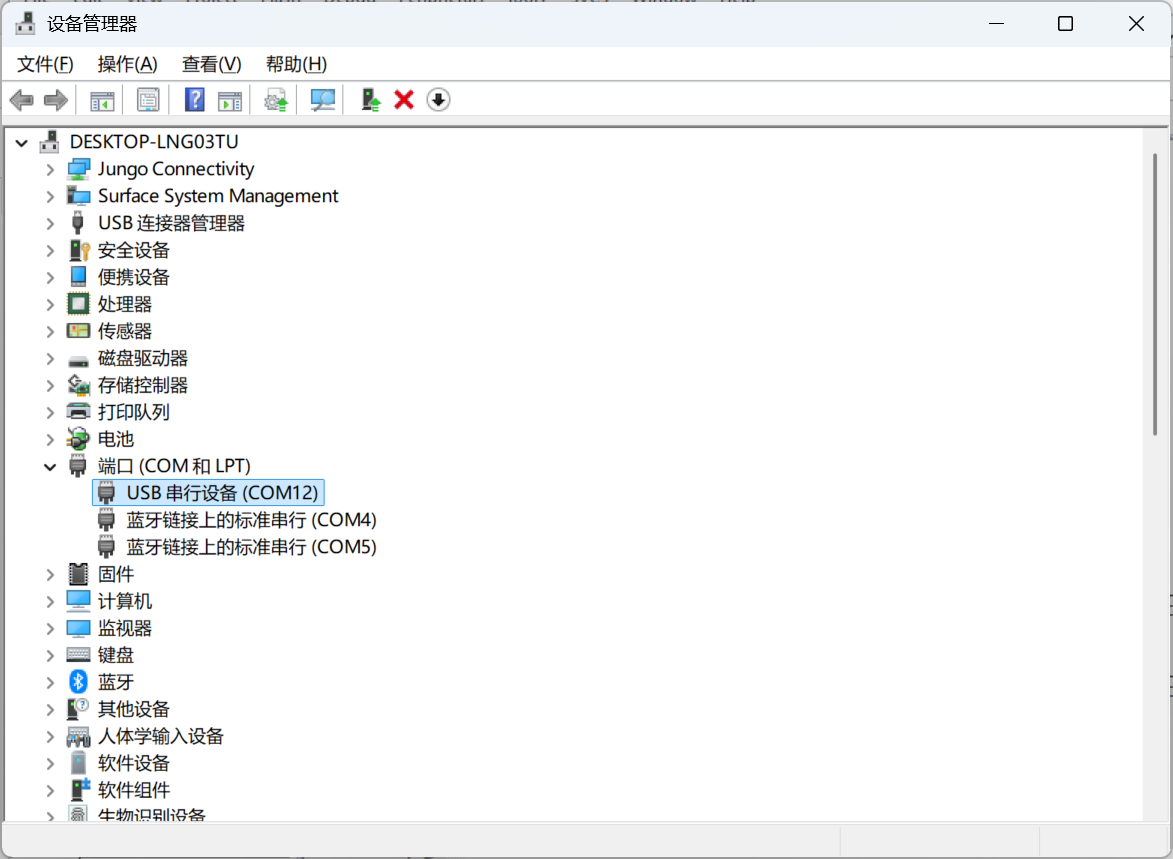 设备管理器
文件(F) 操作(A) 查看(V) 帮助(H)
DESKTOP-LNG03TU
Jungo Connectivity
Surface System Management
USB 连接器管理器
安全设备
便携设备
处理器
传感器
磁盘驱动器
存储控制器
打印队列
电池
端口 (COM 和 LPT)
USB 串行设备 (COM12)
蓝牙链接上的标准串行 (COM4)
蓝牙链接上的标准串行 (COM5)
固件
计算机
监视器
键盘
蓝牙
其他设备
人体学输入设备
软件设备
软件组件
生物识别设备